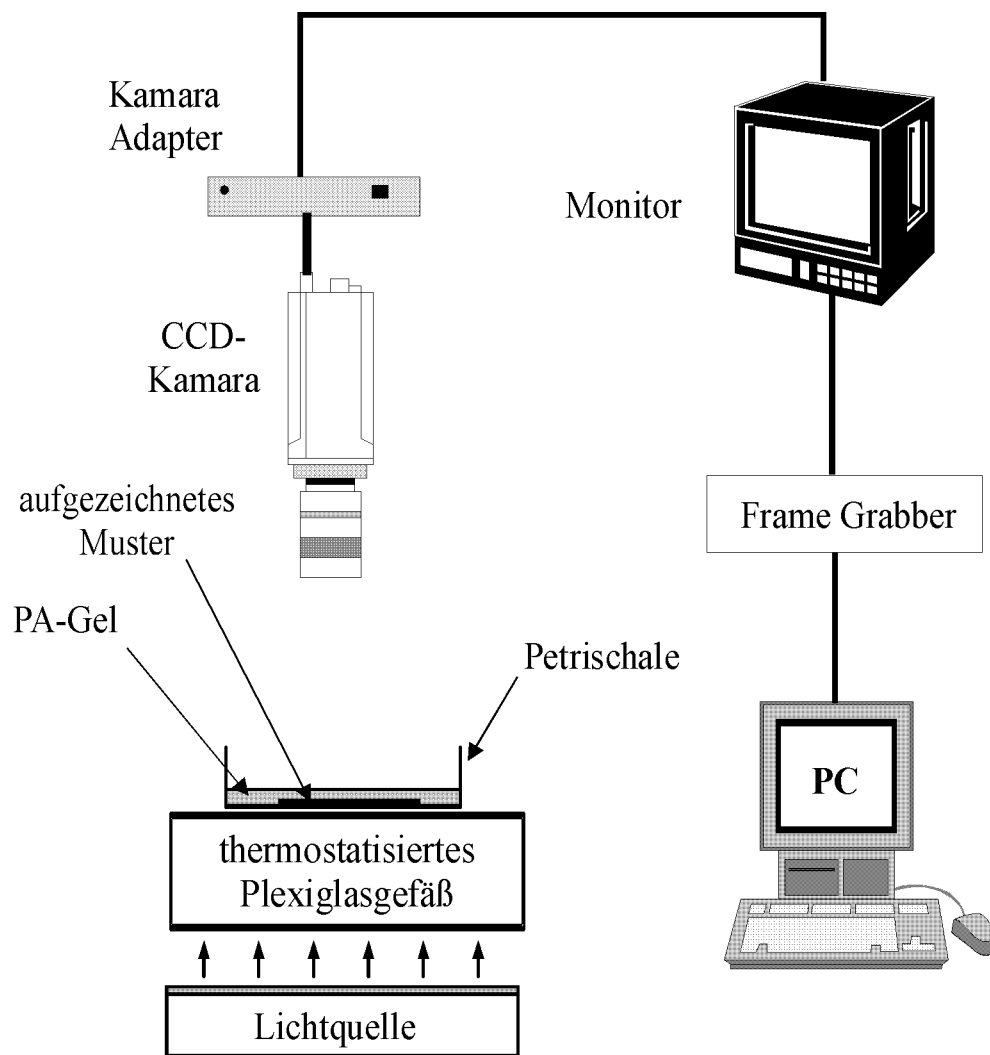 Kamara
Adapter
Monitor
CCD-
Kamara
aufgezeichnetes
Muster
Frame Grabber
PA-Gel
Petrischale
PC
thermostatisiertes
Plexiglasgefäß
Lichtquelle